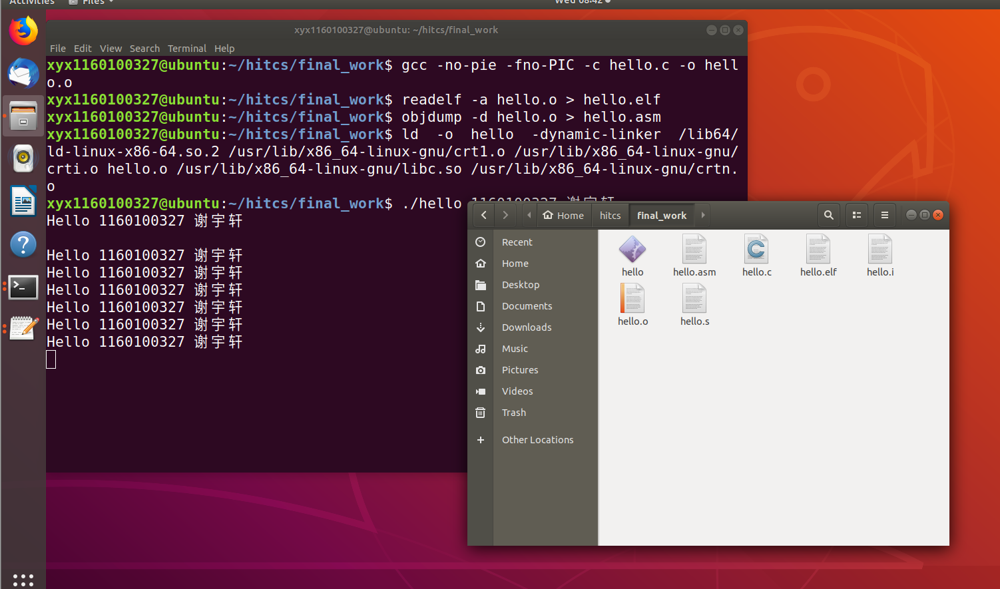 Activities
Files
Wed 08:42
xyx1160100327@ubuntu: ~/hitcs/final_work
File Edit View Search Terminal Help
xyx1160100327@ubuntu:~/hitcs/final_work$ gcc -no-pie -fno-PIC -c hello.c -o hell
o.o
xyx1160100327@ubuntu:~/hitcs/final_work$ readelf -a hello.o > hello.elf
xyx1160100327@ubuntu:~/hitcs/final_work$ objdump -d hello.o > hello.asm
xyx1160100327@ubuntu:~/hitcs/final_work$ ld  -o  hello  -dynamic-linker  /lib64/
ld-linux-x86-64.so.2 /usr/lib/x86_64-linux-gnu/crt1.o /usr/lib/x86_64-linux-gnu/
crti.o hello.o /usr/lib/x86_64-linux-gnu/libc.so /usr/lib/x86_64-linux-gnu/crtn.
o
xyx1160100327@ubuntu:~/hitcs/final_work$ ./hello 1160100327 谢宇轩
Hello 1160100327 谢宇轩
Hello 1160100327 谢宇轩
Hello 1160100327 谢宇轩
Hello 1160100327 谢宇轩
Hello 1160100327 谢宇轩
Hello 1160100327 谢宇轩
Hello 1160100327 谢宇轩
Home
hitcs
final_work
Recent
Home
Desktop
Documents
Downloads
Music
Pictures
Videos
Trash
Other Locations
hello
hello.asm
hello.c
hello.elf
hello.i
hello.o
hello.s